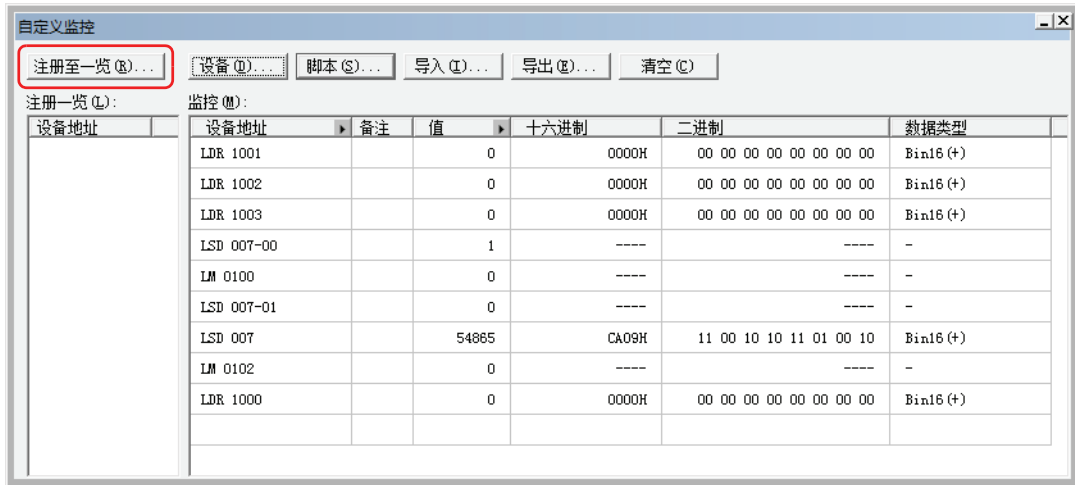 自定义监控
注册至一览(R)... 设备(D)... 脚本(S)... 导入(I)... 导出(E)... 清空(C)
注册一览(L): 监控(M):
设备地址 设备地址 备注 值 十六进制 二进制 数据类型
LDR 1001 0 0000H 00 00 00 00 00 00 00 00 Bin16(+)
LDR 1002 0 0000H 00 00 00 00 00 00 00 00 Bin16(+)
LDR 1003 0 0000H 00 00 00 00 00 00 00 00 Bin16(+)
LSD 007-00 1 ---- ---- -
LM 0100 0 ---- ---- -
LSD 007-01 0 ---- ---- -
LSD 007 54865 CA09H 11 00 10 10 11 01 00 10 Bin16(+)
LM 0102 0 ---- ---- -
LDR 1000 0 0000H 00 00 00 00 00 00 00 00 Bin16(+)